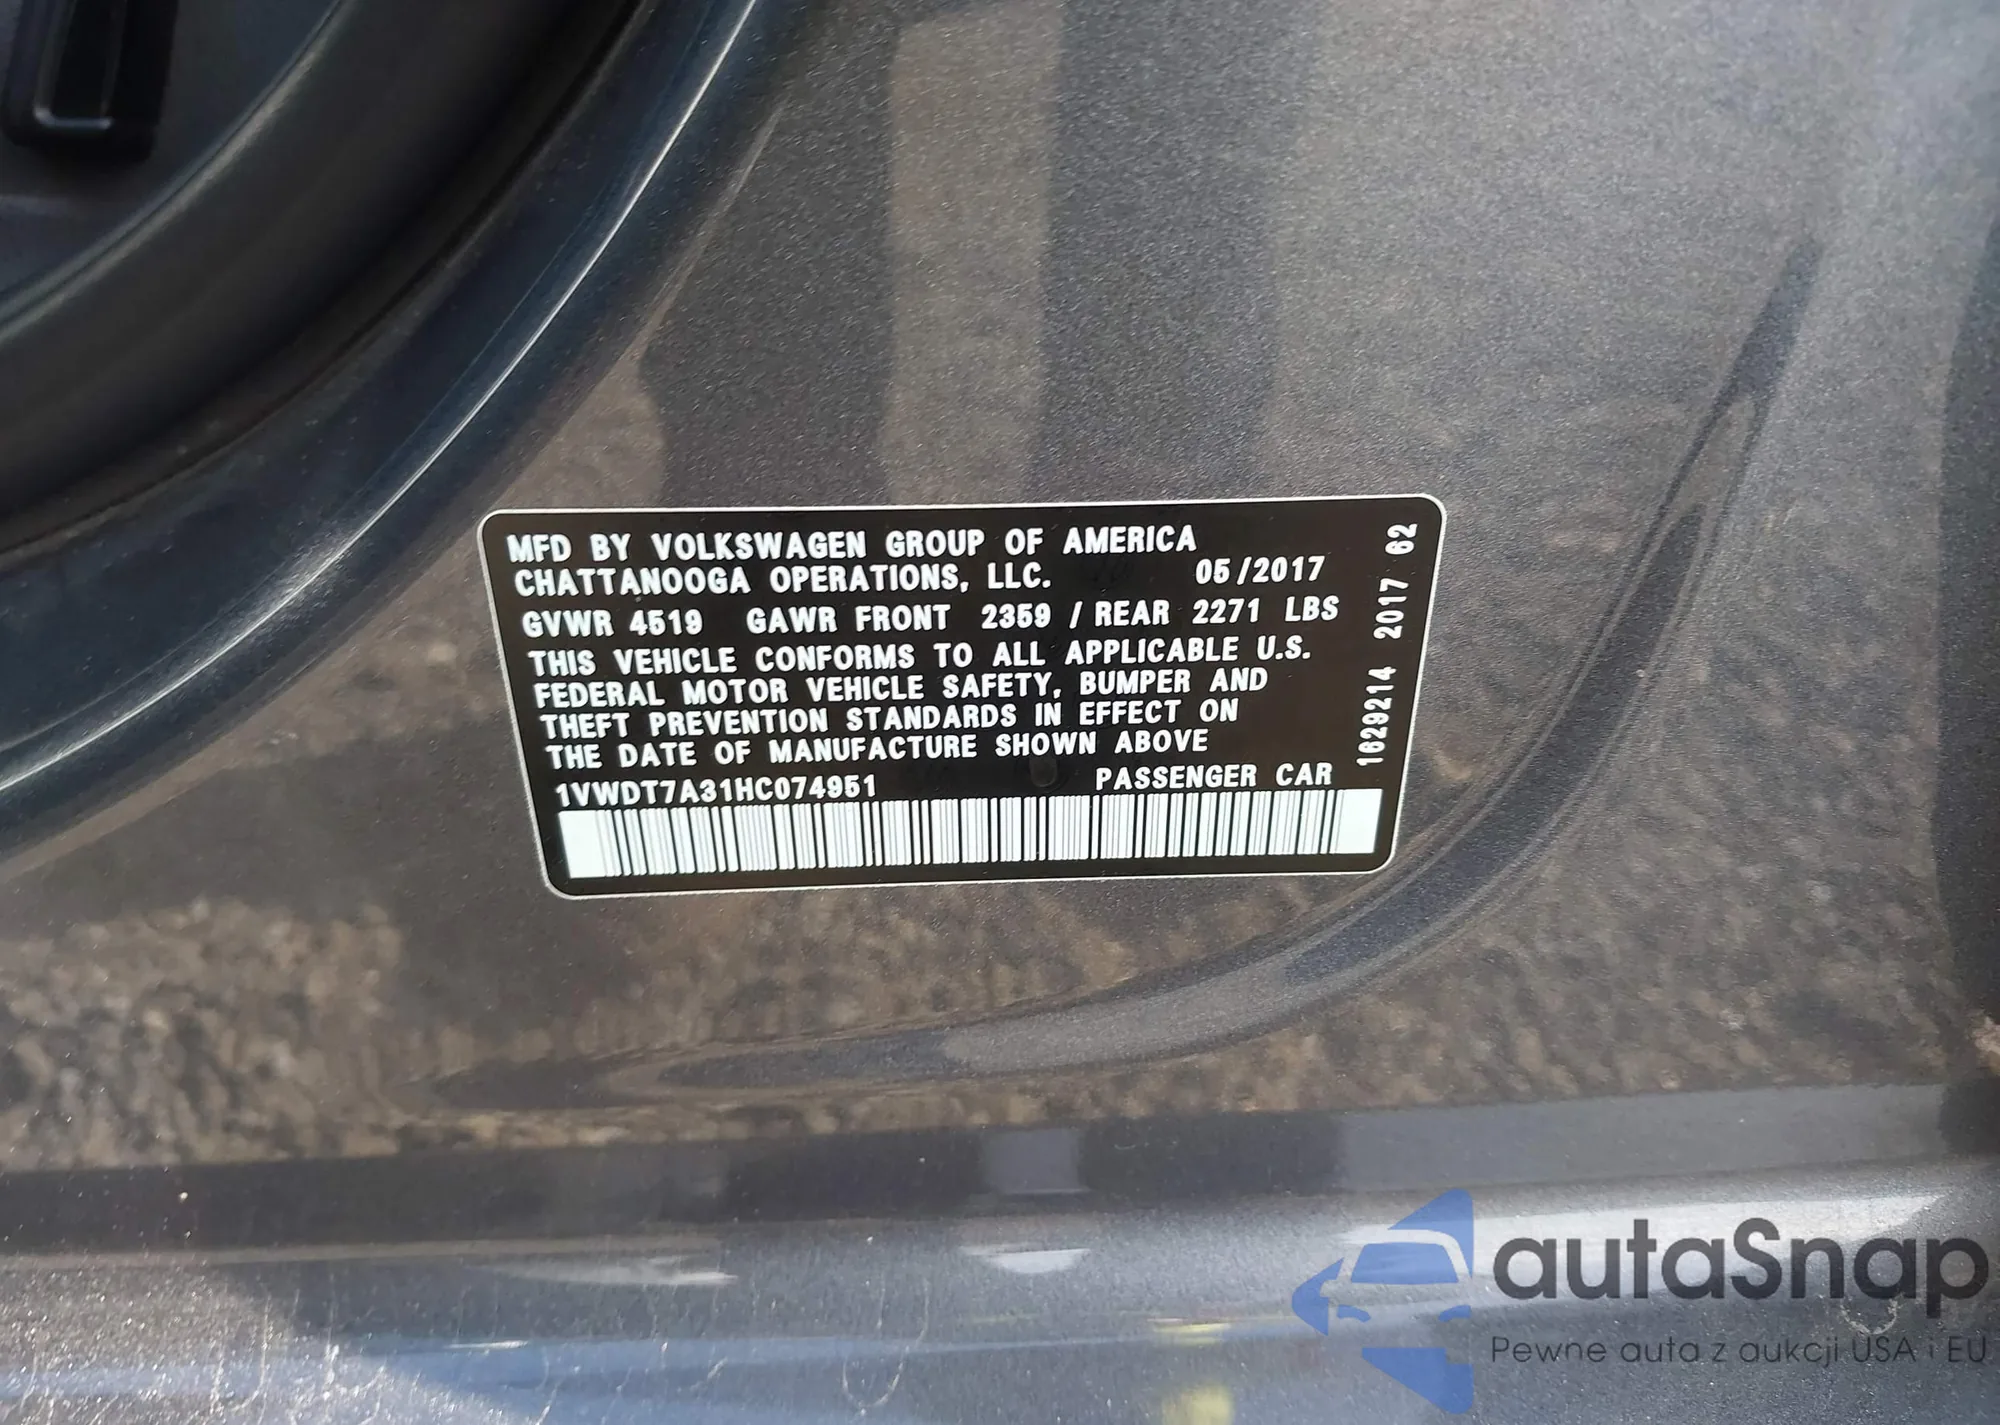 MFD BY VOLKSWAGEN GROUP OF AMERICA
CHATTANOOGA OPERATIONS, LLC. 05/2017
GVWR 4519 GAWR FRONT 2359 / REAR 2271 LBS
THIS VEHICLE CONFORMS TO ALL APPLICABLE U.S.
FEDERAL MOTOR VEHICLE SAFETY, BUMPER AND
THEFT PREVENTION STANDARDS IN EFFECT ON
THE DATE OF MANUFACTURE SHOWN ABOVE
1VWDT7A31HC074951 PASSENGER CAR
1629214 2017 62
autaSnap
Pewne auta z aukcji USA i EU